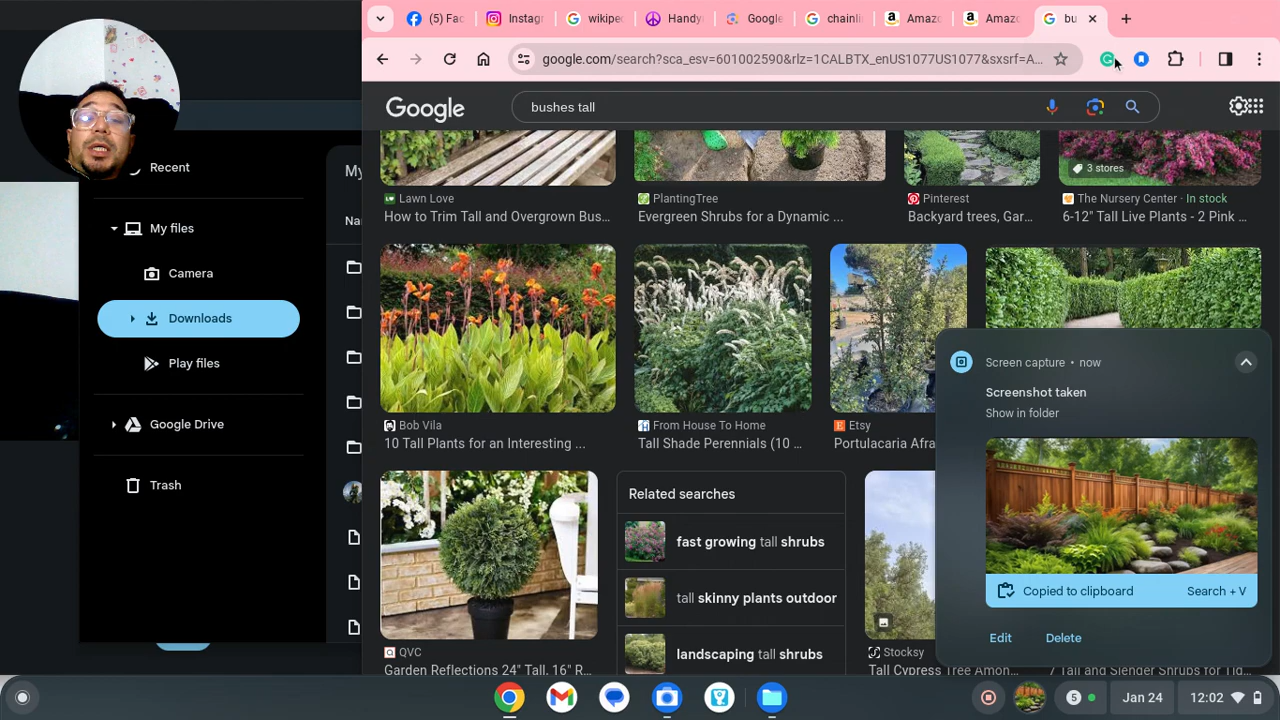 (5) Fac
Instagr
wikipe
Handy
Google
chainli
Amazo
Amazo
bu
google.com/search?sca_esv=601002590&rlz=1CALBTX_enUS1077US1077&sxsrf=A...
Google
bushes tall
Recent
My files
Camera
Downloads
Play files
Google Drive
Trash
My
Na
Lawn Love
How to Trim Tall and Overgrown Bus...
PlantingTree
Evergreen Shrubs for a Dynamic ...
Pinterest
Backyard trees, Gar...
3 stores
The Nursery Center · In stock
6-12" Tall Live Plants - 2 Pink ...
Bob Vila
10 Tall Plants for an Interesting ...
From House To Home
Tall Shade Perennials (10 ...
Etsy
Portulacaria Afra
QVC
Garden Reflections 24" Tall, 16" R...
Related searches
fast growing tall shrubs
tall skinny plants outdoor
landscaping tall shrubs
Stocksy
Tall Cypress Tree Amon...
7 Tall and Slender Shrubs for Tig...
Screen capture • now
Screenshot taken
Show in folder
Copied to clipboard
Search + V
Edit
Delete
5
Jan 24
12:02